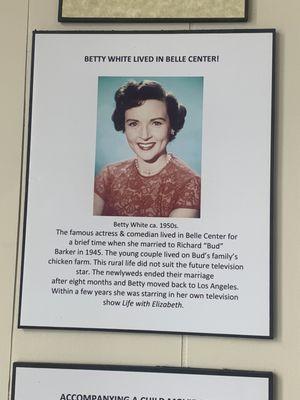 BETTY WHITE LIVED IN BELLE CENTER!
Betty White ca. 1950s.
The famous actress & comedian lived in Belle Center for
a brief time when she married to Richard "Bud"
Barker in 1945. The young couple lived on Bud's family's
chicken farm. This rural life did not suit the future television
star. The newlyweds ended their marriage
after eight months and Betty moved back to Los Angeles.
Within a few years she was starring in her own television
show Life with Elizabeth.
ACCOMPANYING A CHILD